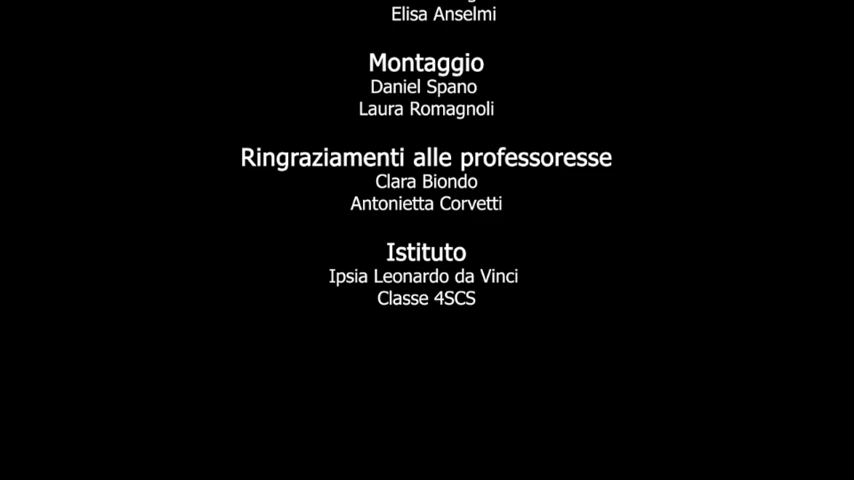 Elisa Anselmi
Montaggio
Daniel Spano
Laura Romagnoli
Ringraziamenti alle professoresse
Clara Biondo
Antonietta Corvetti
Istituto
Ipsia Leonardo da Vinci
Classe 4SCS